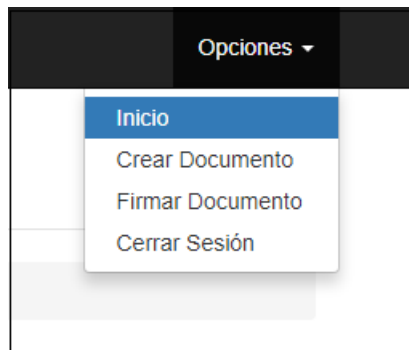 Opciones
Inicio
Crear Documento
Firmar Documento
Cerrar Sesión